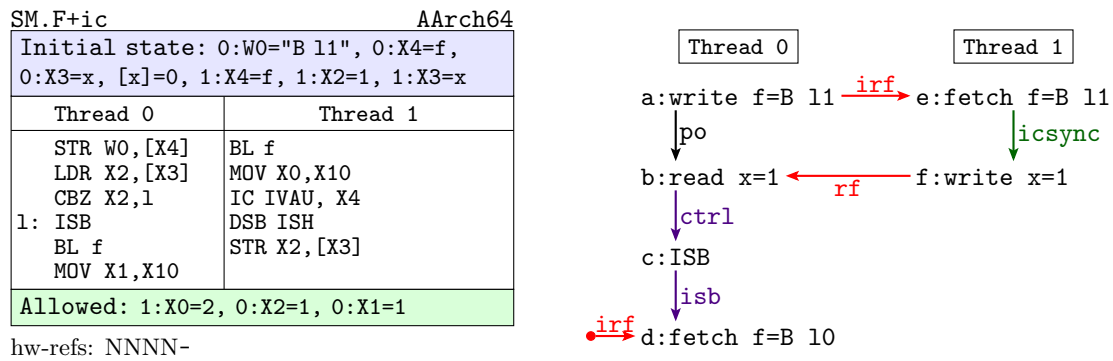 SM.F+ic AArch64
Initial state: 0:W0="B l1", 0:X4=f,
0:X3=x, [x]=0, 1:X4=f, 1:X2=1, 1:X3=x
Thread 0 Thread 1
STR W0,[X4] BL f
LDR X2,[X3] MOV X0,X10
CBZ X2,l IC IVAU, X4
l: ISB DSB ISH
BL f STR X2,[X3]
MOV X1,X10
Allowed: 1:X0=2, 0:X2=1, 0:X1=1
hw-refs: NNNN-
Thread 0 Thread 1
a:write f=B l1 irf e:fetch f=B l1
po icsync
b:read x=1 rf f:write x=1
ctrl
c:ISB
isb
irf d:fetch f=B l0